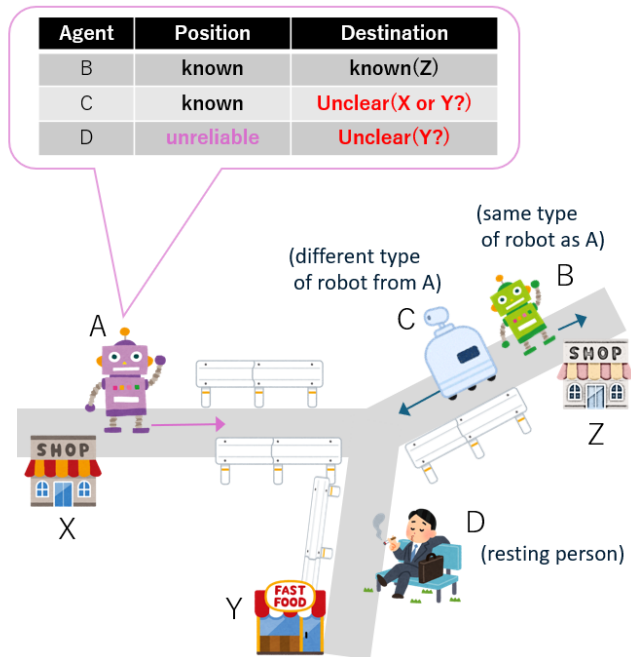 Agent Position Destination
B known known(Z)
C known Unclear(X or Y?)
D unreliable Unclear(Y?)
(same type
of robot as A)
(different type
of robot from A)
B
A
C
SHOP
SHOP
Z
X
D
(resting person)
FAST
FOOD
Y